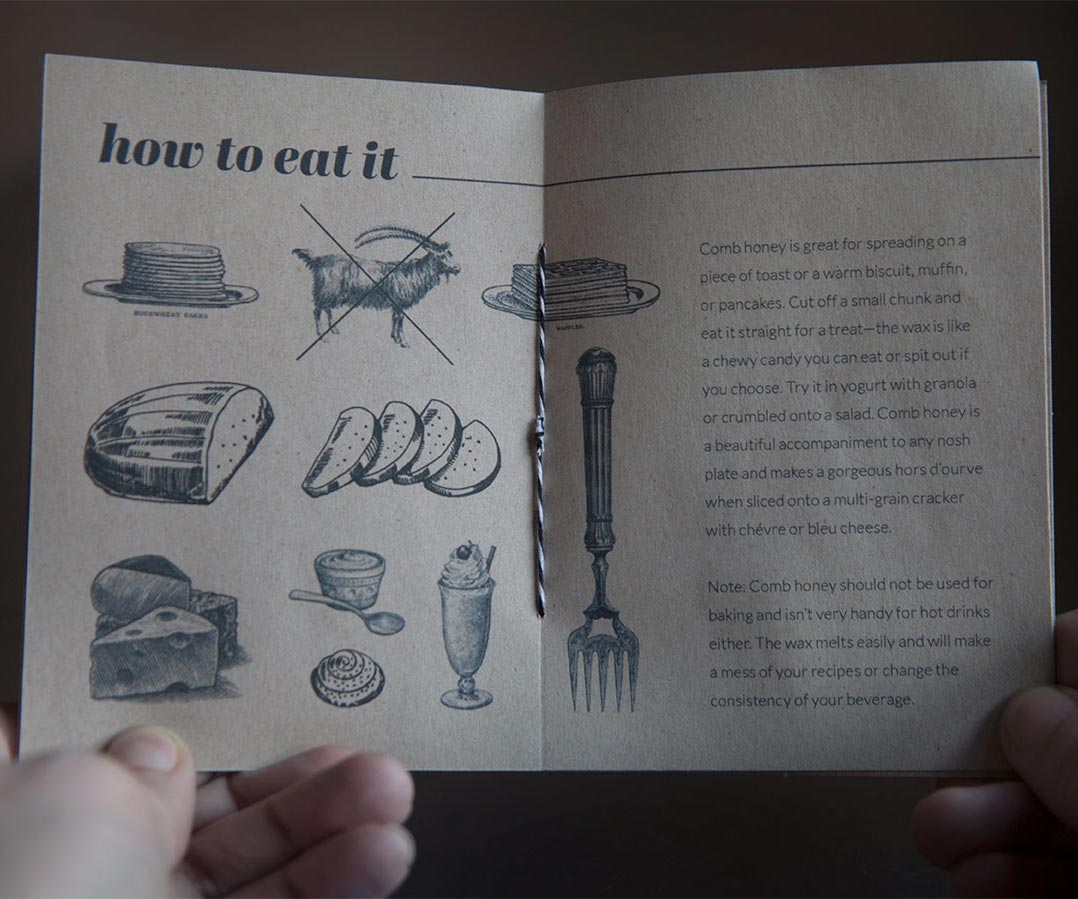 how to eat it
BUCKWHEAT CAKES
WAFFLES.
Comb honey is great for spreading on a
piece of toast or a warm biscuit, muffin,
or pancakes. Cut off a small chunk and
eat it straight for a treat—the wax is like
a chewy candy you can eat or spit out if
you choose. Try it in yogurt with granola
or crumbled onto a salad. Comb honey is
a beautiful accompaniment to any nosh
plate and makes a gorgeous hors d'ourve
when sliced onto a multi-grain cracker
with chévre or bleu cheese.
Note: Comb honey should not be used for
baking and isn't very handy for hot drinks
either. The wax melts easily and will make
a mess of your recipes or change the
consistency of your beverage.